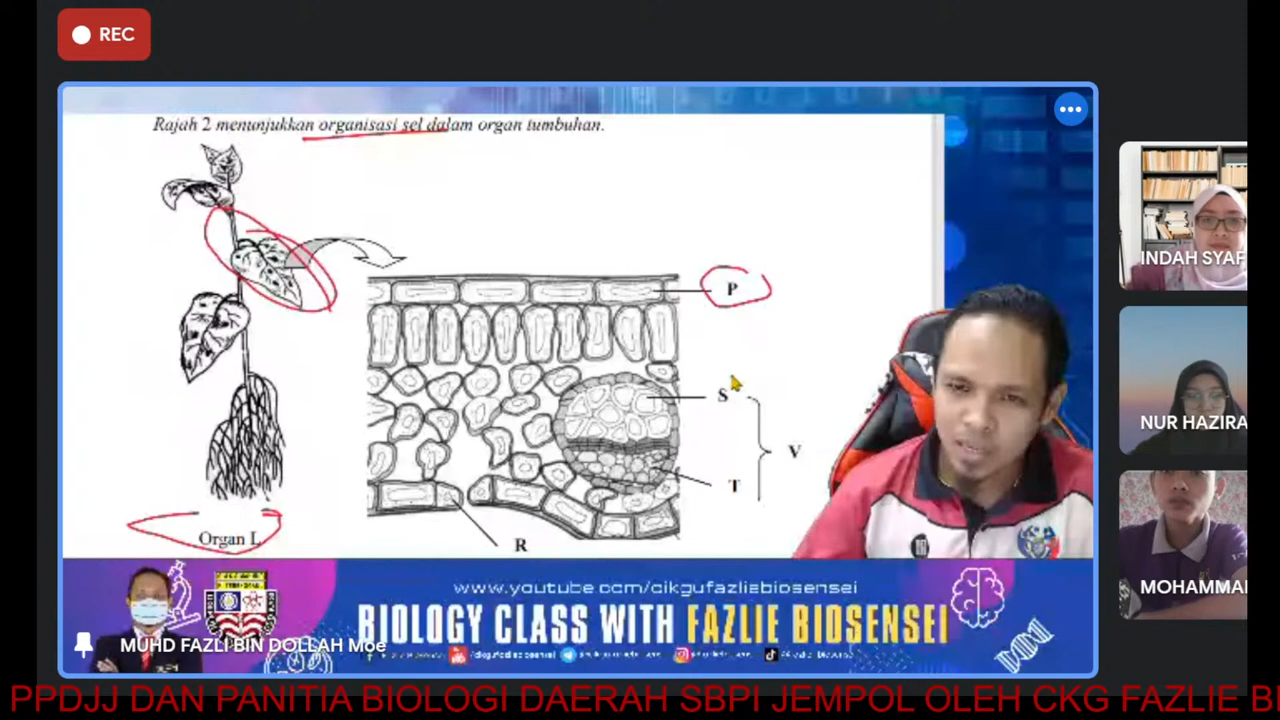 REC
Rajah 2 menunjukkan organisasi sel dalam organ tumbuhan.
P
S
V
T
R
Organ L
INDAH SYAF
NUR HAZIRA
MOHAMMAI
www.youtube.com/cikgufazliebiosensei
BIOLOGY CLASS WITH FAZLIE BIOSENSEI
MUHD FAZLI BIN DOLLAH Moe
PPDJJ DAN PANITIA BIOLOGI DAERAH SBPI JEMPOL OLEH CKG FAZLIE BI